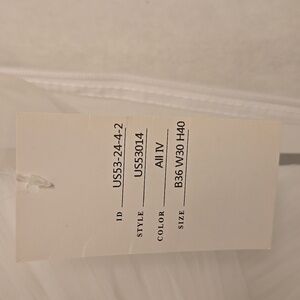 ID US53-24-4-2
STYLE US53014
COLOR All IV
SIZE B36 W30 H40